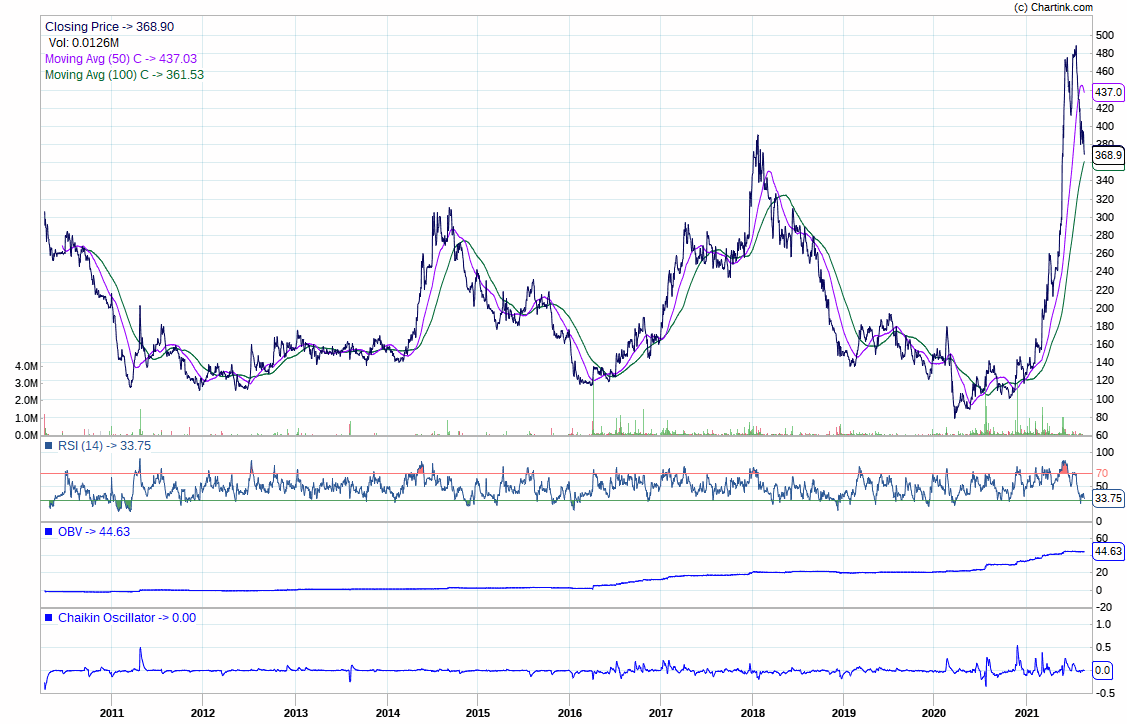 (c) Chartink.com
Closing Price -> 368.90
Vol: 0.0126M
Moving Avg (50) C -> 437.03
Moving Avg (100) C -> 361.53
500
480
460
437.0
420
400
380
368.9
340
320
300
280
260
240
220
200
180
160
140
120
100
80
60
4.0M
3.0M
2.0M
1.0M
0.0M
RSI (14) -> 33.75
100
70
50
33.75
0
OBV -> 44.63
60
44.63
20
0
-20
Chaikin Oscillator -> 0.00
1.0
0.5
0.0
-0.5
2011 2012 2013 2014 2015 2016 2017 2018 2019 2020 2021